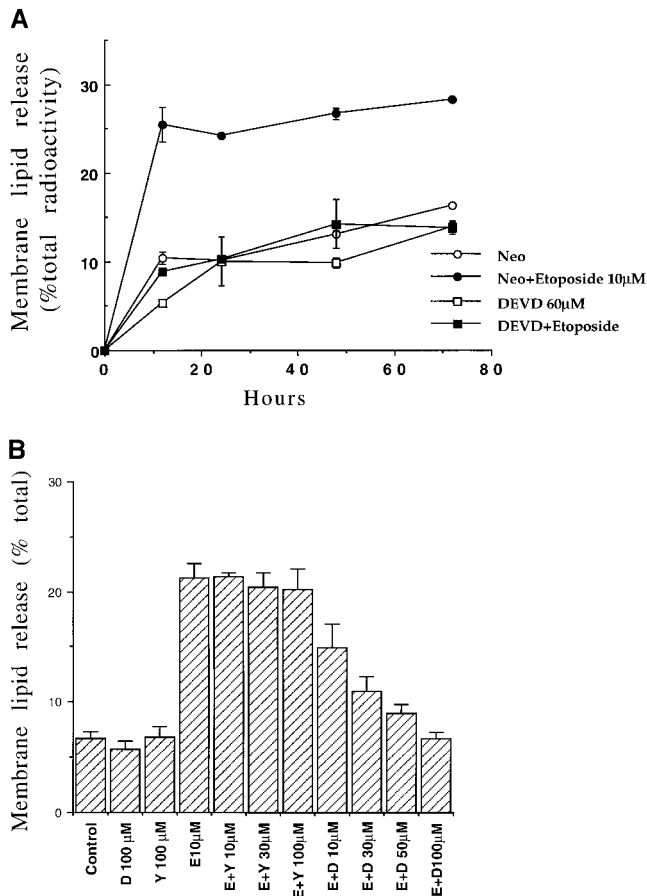 A
Membrane lipid release
(%total radioactivity)
30
20
10
0
0
20
40
60
80
Hours
Neo
Neo+Etoposide 10µM
DEVD 60µM
DEVD+Etoposide
B
Membrane lipid release (% total)
30
20
10
0
Control
D 100 µM
Y 100 µM
E10µM
E+Y 10µM
E+Y 30µM
E+Y 100µM
E+D 10µM
E+D 30µM
E+D 50µM
E+D100µM